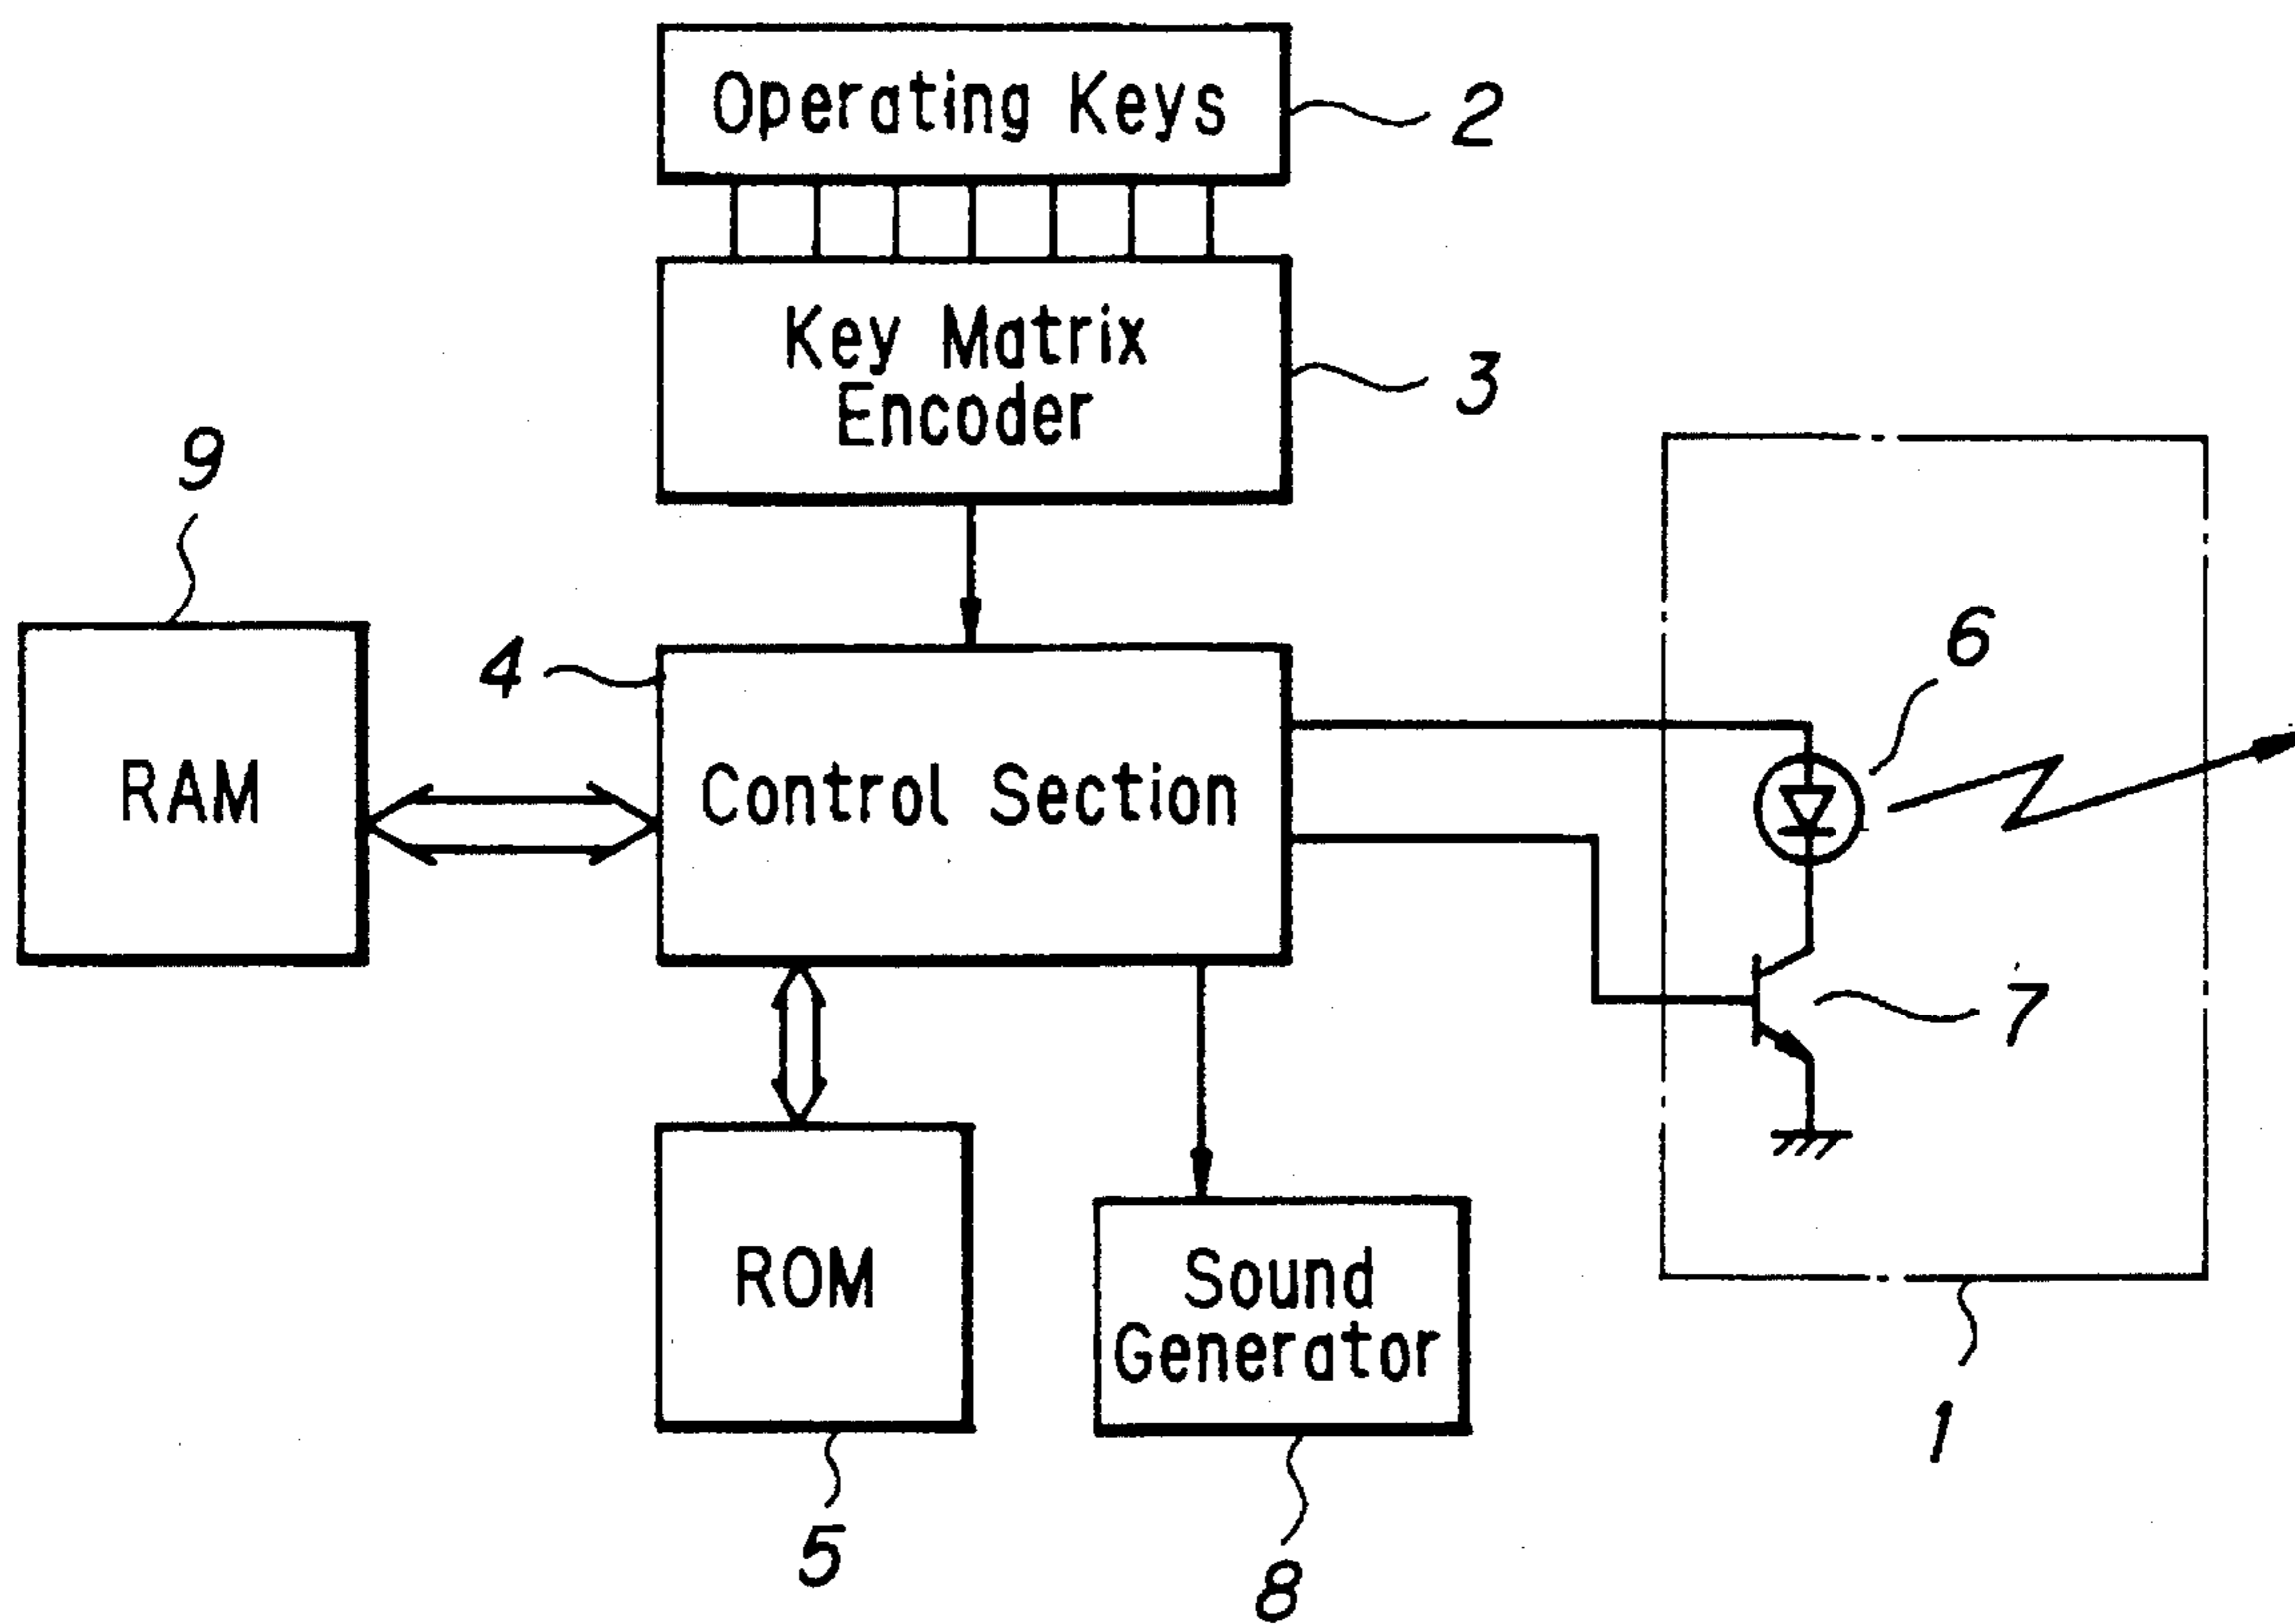 Operating Keys
2
Key Matrix
Encoder
3
9
4
6
RAM
Control Section
7
ROM
Sound
Generator
1
5
8